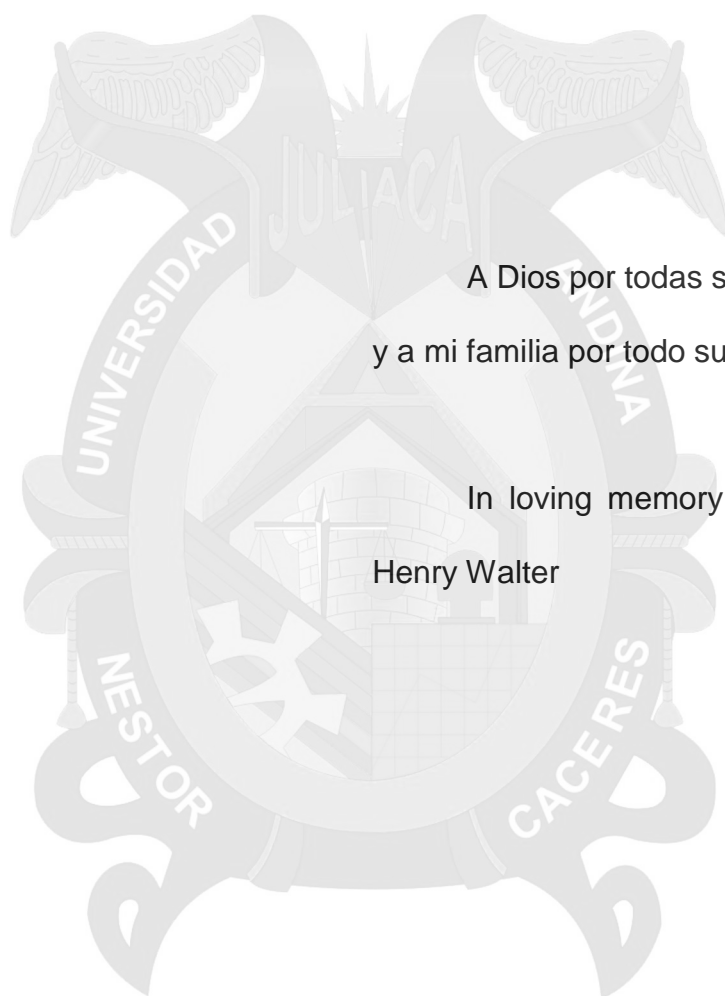 JULIACA
UNIVERSIDAD ANDINA
A Dios por todas s
y a mi familia por todo su
In loving memory
Henry Walter
NESTOR CACERES